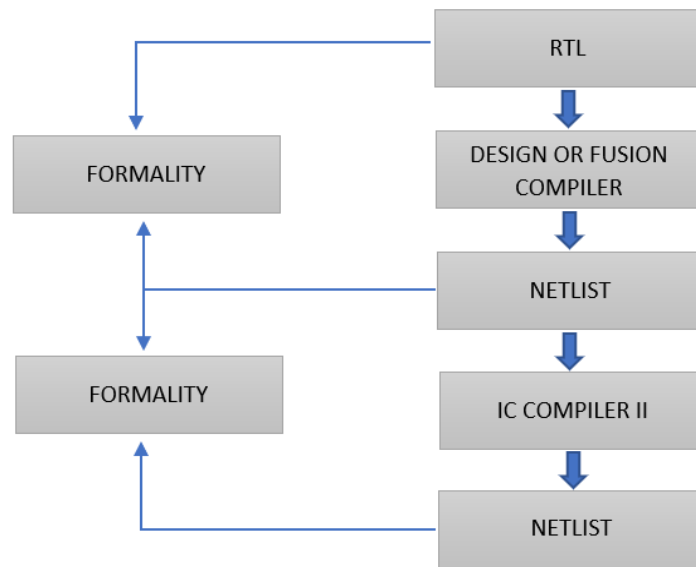 RTL
FORMALITY
DESIGN OR FUSION
COMPILER
NETLIST
FORMALITY
IC COMPILER II
NETLIST